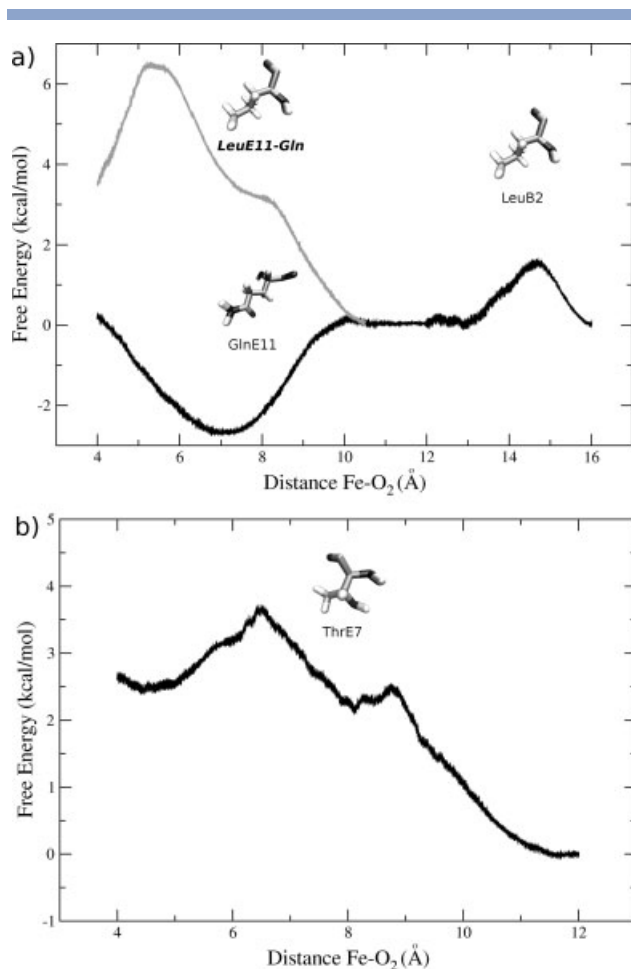 a)
6
4
2
0
-2
Free Energy (kcal/mol)
LeuE11-Gln
LeuB2
GlnE11
4 6 8 10 12 14 16
Distance Fe-O₂(Å)
b)
5
4
3
2
1
0
-1
Free Energy (kcal/mol)
ThrE7
4 6 8 10 12
Distance Fe-O₂(Å)